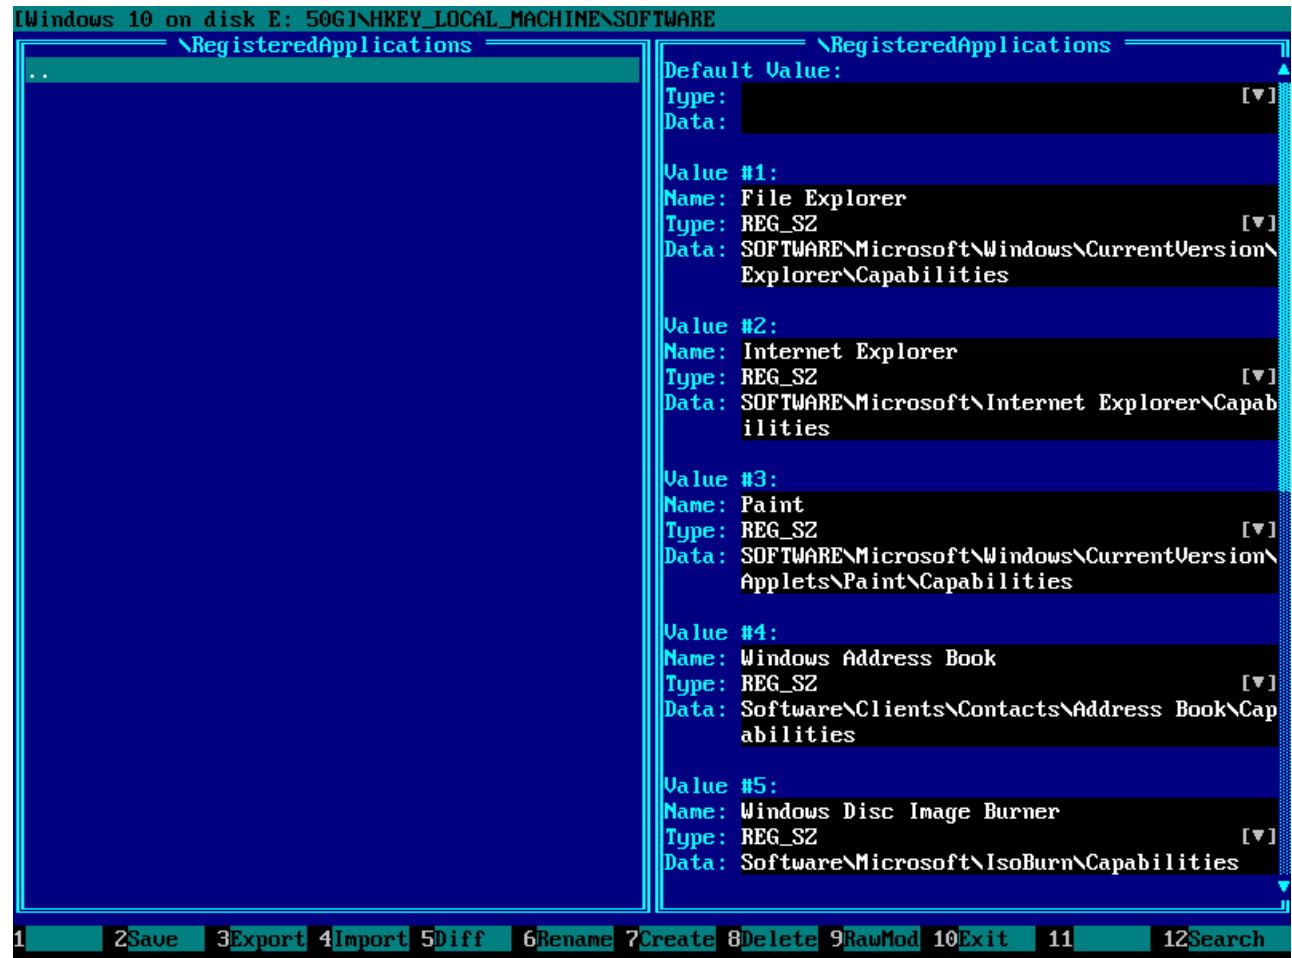 [Windows 10 on disk E: 50G]\HKEY_LOCAL_MACHINE\SOFTWARE
\RegisteredApplications
..
\RegisteredApplications
Default Value:
Type: [▼]
Data:
Value #1:
Name: File Explorer
Type: REG_SZ [▼]
Data: SOFTWARE\Microsoft\Windows\CurrentVersion\
Explorer\Capabilities
Value #2:
Name: Internet Explorer
Type: REG_SZ [▼]
Data: SOFTWARE\Microsoft\Internet Explorer\Capab
ilities
Value #3:
Name: Paint
Type: REG_SZ [▼]
Data: SOFTWARE\Microsoft\Windows\CurrentVersion\
Applets\Paint\Capabilities
Value #4:
Name: Windows Address Book
Type: REG_SZ [▼]
Data: Software\Clients\Contacts\Address Book\Cap
abilities
Value #5:
Name: Windows Disc Image Burner
Type: REG_SZ [▼]
Data: Software\Microsoft\IsoBurn\Capabilities
1 2Save 3Export 4Import 5Diff 6Rename 7Create 8Delete 9RawMod 10Exit 11 12Search